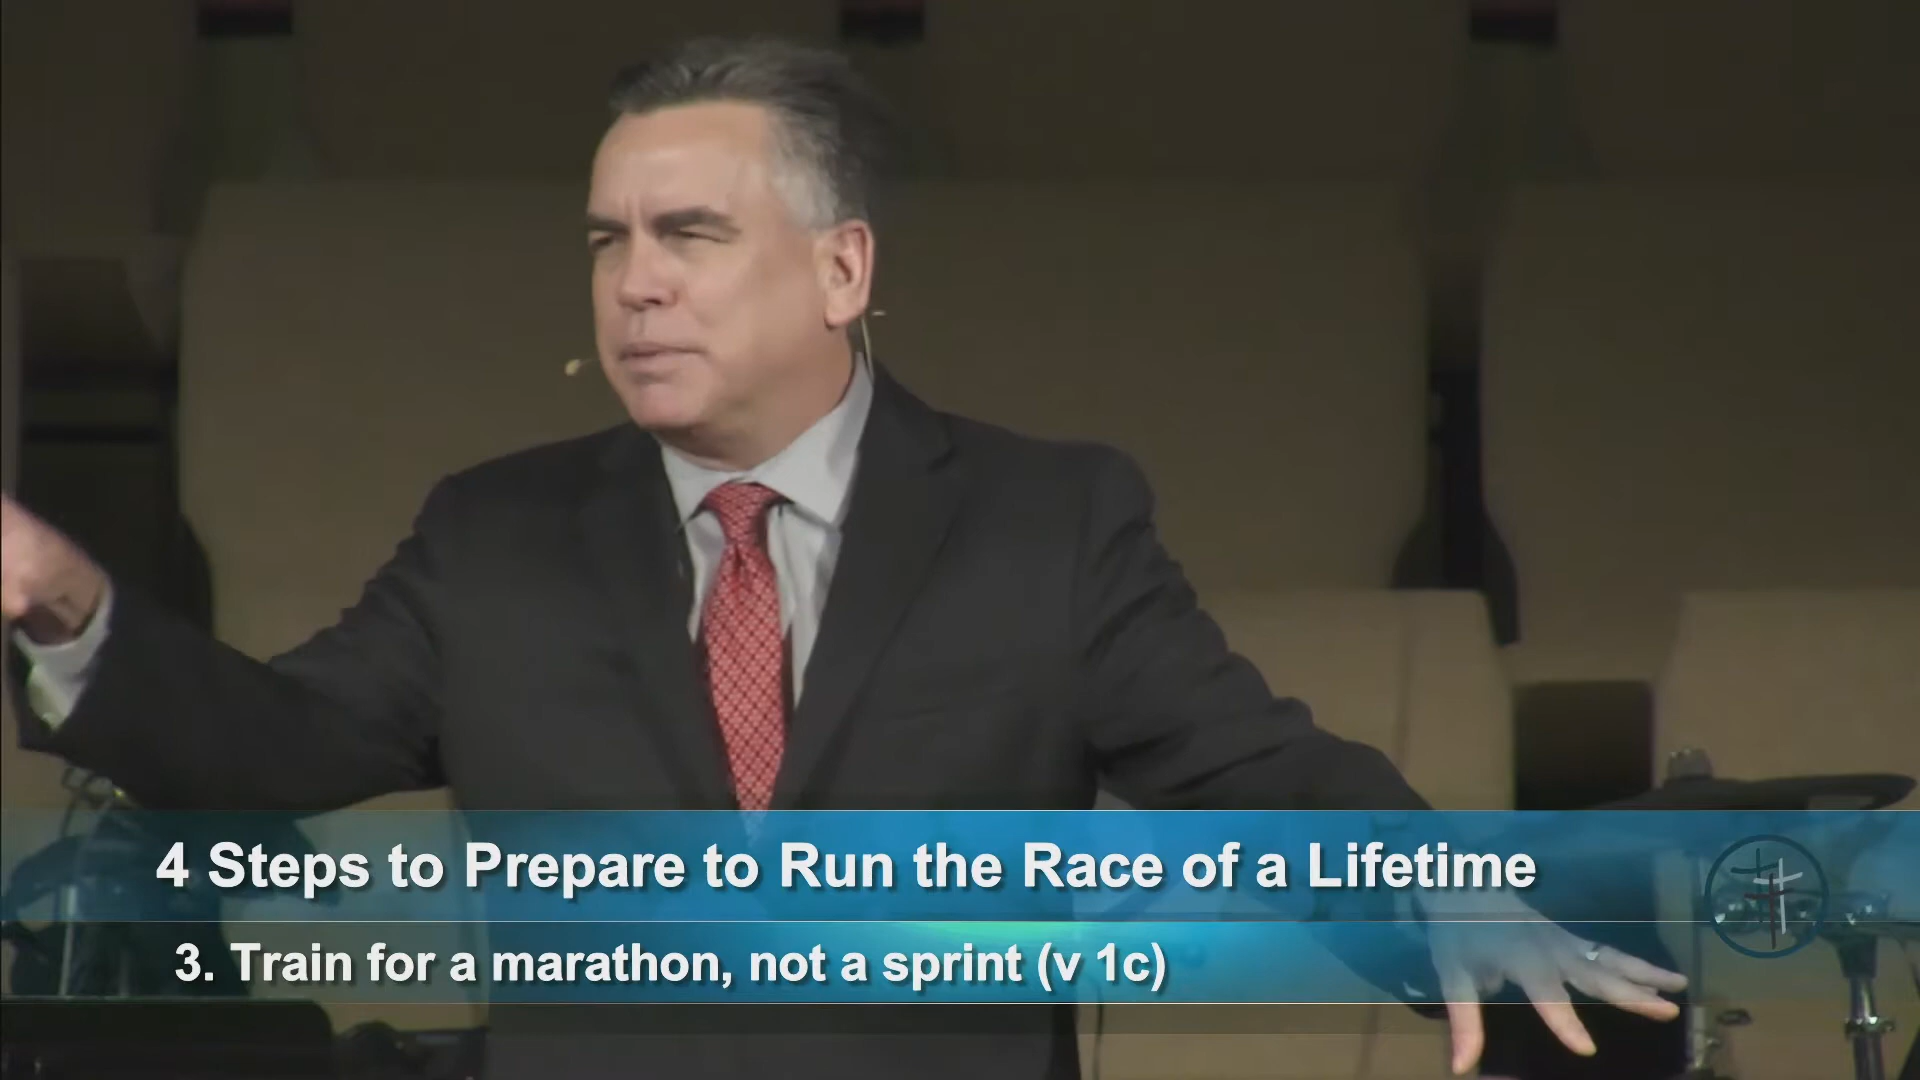 4 Steps to Prepare to Run the Race of a Lifetime
3. Train for a marathon, not a sprint (v 1c)